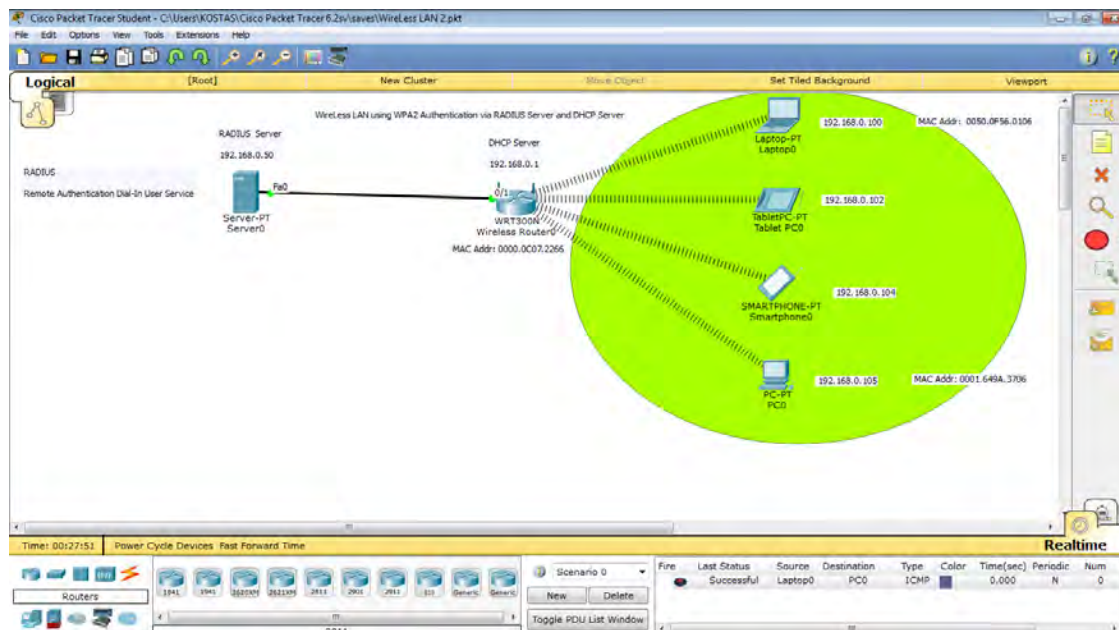 Cisco Packet Tracer Student - C:\Users\KOSTAS\Cisco Packet Tracer 6.2sv\saves\WireLess LAN 2.pkt
File Edit Options View Tools Extensions Help
Logical [Root] New Cluster Move Object Set Tiled Background Viewport
WireLess LAN using WPA2 Authentication via RADIUS Server and DHCP Server
RADIUS Server
192.168.0.50
DHCP Server
192.168.0.1
RADIUS
Remote Authentication Dial-In User Service
Fa0
0/1
Server-PT
Server0
WRT300N
Wireless Router0
MAC Addr: 0000.0C07.2266
Laptop-PT
Laptop0
192.168.0.100
MAC Addr: 0050.0F56.0106
TabletPC-PT
Tablet PC0
192.168.0.102
SMARTPHONE-PT
Smartphone0
192.168.0.104
PC-PT
PC0
192.168.0.105
MAC Addr: 0001.649A.3706
Time: 00:27:51 Power Cycle Devices Fast Forward Time
Realtime
Routers
1841 1941 2620XM 2621XM 2811 2901 2911 Generic Generic
Scenario 0
New Delete
Toggle PDU List Window
Fire Last Status Source Destination Type Color Time(sec) Periodic Num
Successful Laptop0 PC0 ICMP 0.000 N 0